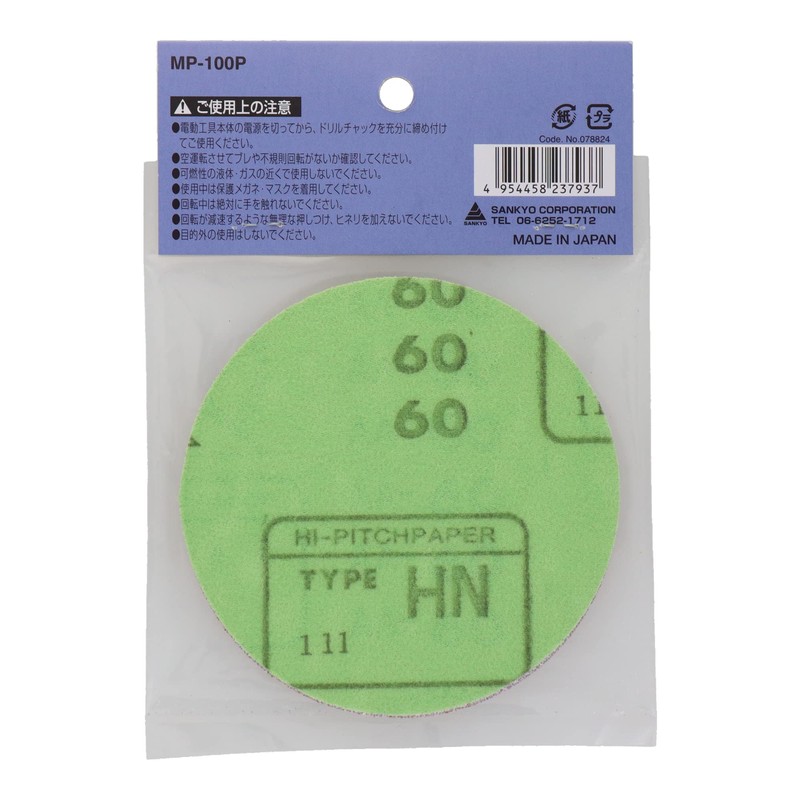 MP-100P
ご使用上の注意
●電動工具本体の電源を切ってから、ドリルチャックを充分に締め付け
てご使用ください。
●空運転させてブレや不規則回転がないか確認してください。
●可燃性の液体・ガスの近くで使用しないでください。
●使用中は保護メガネ・マスクを着用してください。
●回転中は絶対に手を触れないでください。
●回転が減速するような無理な押しつけ、ヒネリを加えないでください。
●目的外の使用はしないでください。
紙 プラ
Code. No.078824
4 954458 237937
SANKYO
SANKYO CORPORATION
TEL 06-6252-1712
MADE IN JAPAN
60
60
60
11
HI-PITCHPAPER
TYPE HN
111